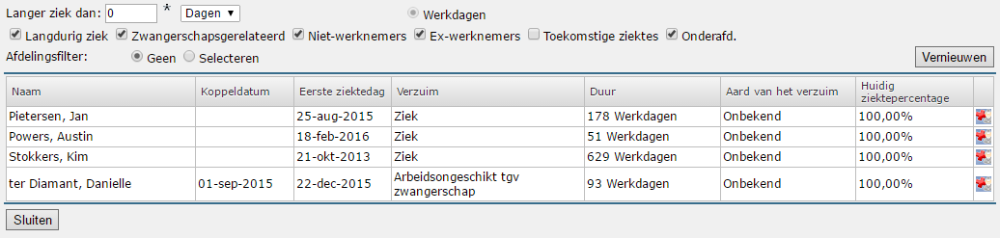 Langer ziek dan: 0 * Dagen Werkdagen
Langdurig ziek Zwangerschapsgerelateerd Niet-werknemers Ex-werknemers Toekomstige ziektes Onderafd.
Afdelingsfilter: Geen Selecteren Vernieuwen
Naam Koppeldatum Eerste ziektedag Verzuim Duur Aard van het verzuim Huidig
ziektepercentage
Pietersen, Jan 25-aug-2015 Ziek 178 Werkdagen Onbekend 100,00%
Powers, Austin 18-feb-2016 Ziek 51 Werkdagen Onbekend 100,00%
Stokkers, Kim 21-okt-2013 Ziek 629 Werkdagen Onbekend 100,00%
ter Diamant, Danielle 01-sep-2015 22-dec-2015 Arbeidsongeschikt tgv
zwangerschap 93 Werkdagen Onbekend 100,00%
Sluiten